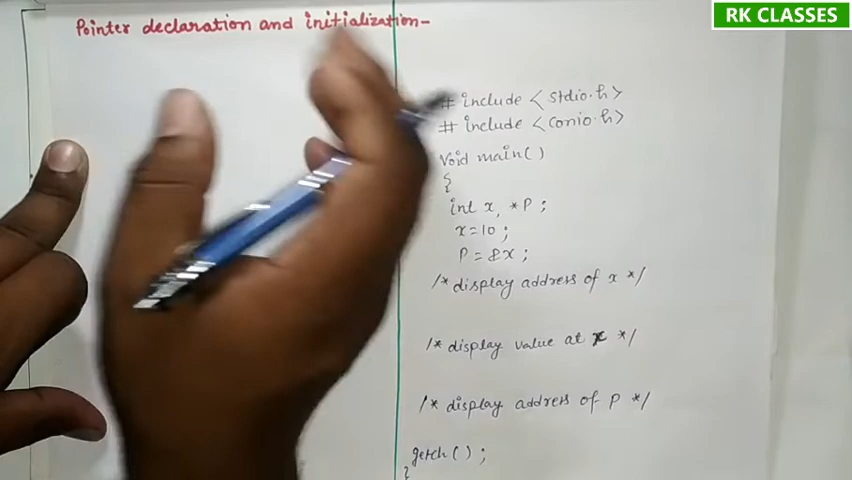 RK CLASSES
Pointer declaration and initialization-
# include < stdio.h >
# include < conio.h >
void main( )
{
int x, *P ;
x=10 ;
P = &x ;
/* display address of x */
/* display value at x */
/* display address of P */
getch( ) ;
}